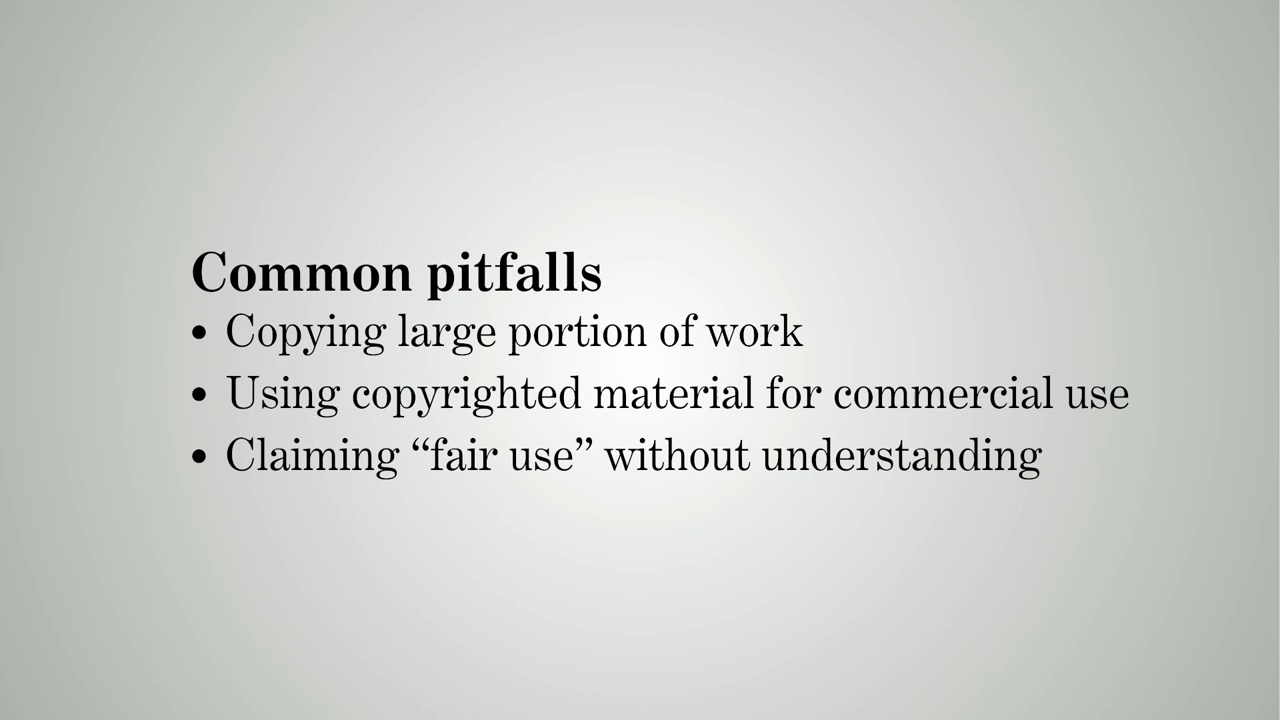 Common pitfalls
• Copying large portion of work
• Using copyrighted material for commercial use
• Claiming “fair use” without understanding